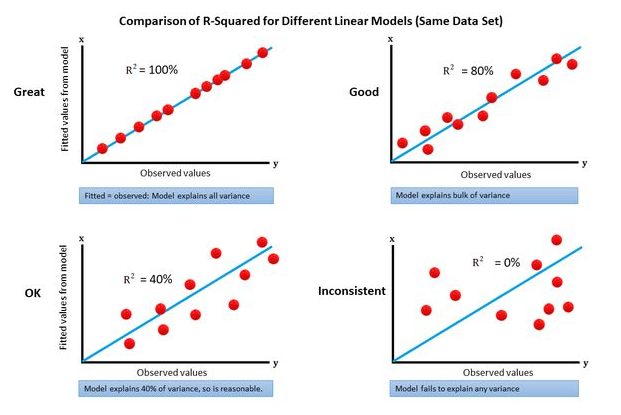 Comparison of R-Squared for Different Linear Models (Same Data Set)
Great
x
Fitted values from model
R² = 100%
y
Observed values
Fitted = observed: Model explains all variance
Good
x
R² = 80%
y
Observed values
Model explains bulk of variance
OK
x
Fitted values from model
R² = 40%
y
Observed values
Model explains 40% of variance, so is reasonable.
Inconsistent
x
R² = 0%
y
Observed values
Model fails to explain any variance